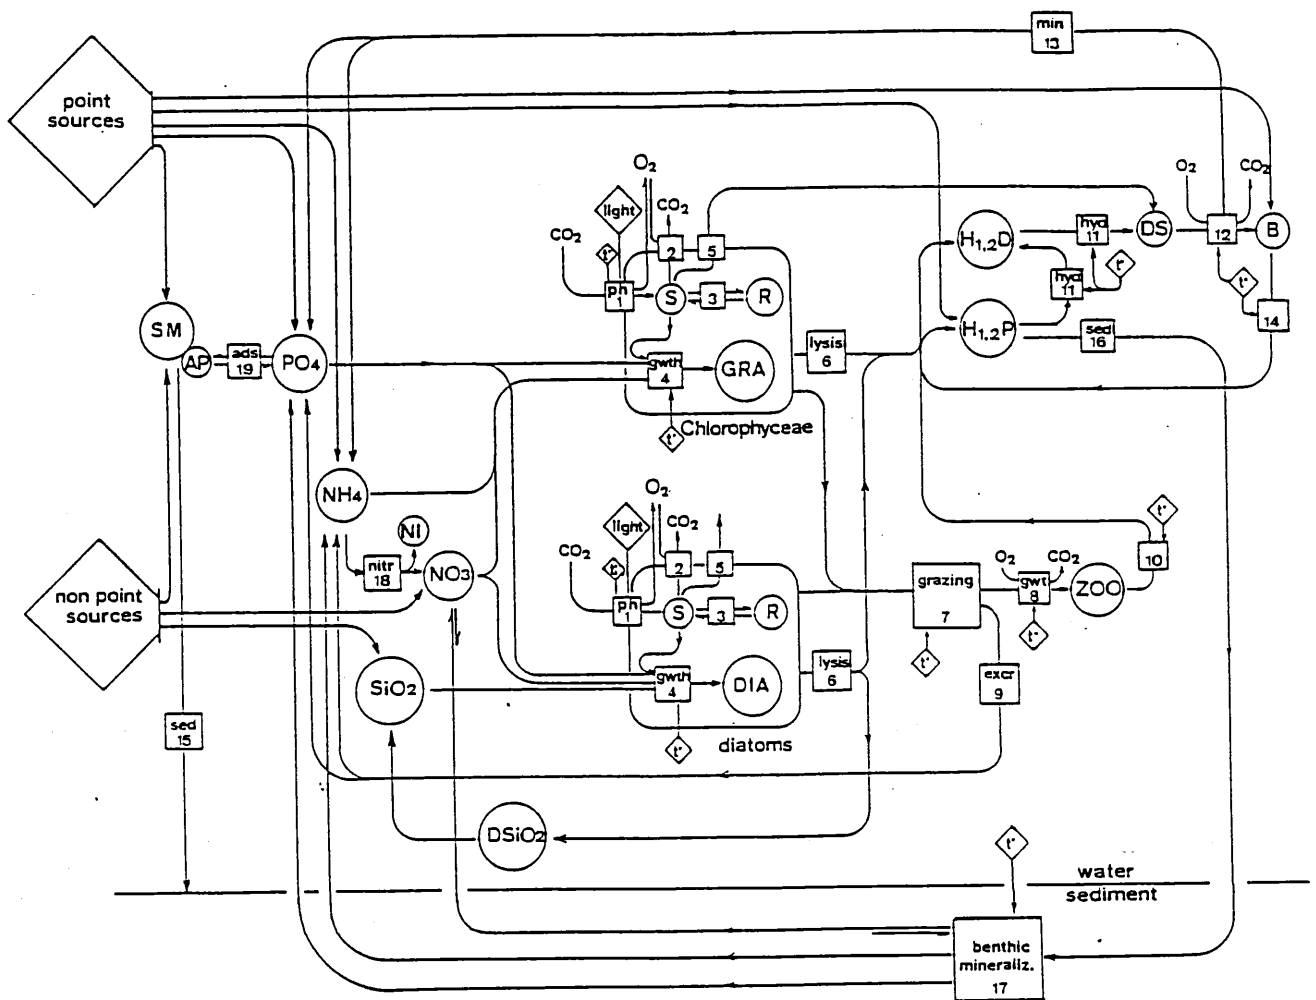 min
13
point
sources
O₂
light
CO₂
CO₂
t°
2
5
ph
1
S
3
R
gwth
4
GRA
t°
Chlorophyceae
lysis
6
H₁,₂D
hyd
11
DS
O₂
CO₂
12
B
hyd
11
t°
t°
14
H₁,₂P
sed
16
SM
AP
ads
19
PO₄
NH₄
NI
nitr
18
NO₃
non point
sources
SiO₂
sed
15
O₂
light
CO₂
CO₂
t°
2
5
ph
1
S
3
R
gwth
4
DIA
t°
diatoms
lysis
6
grazing
7
t°
O₂
CO₂
gwt
8
t°
ZOO
10
t°
excr
9
DSiO₂
t°
water
sediment
benthic
mineraliz.
17